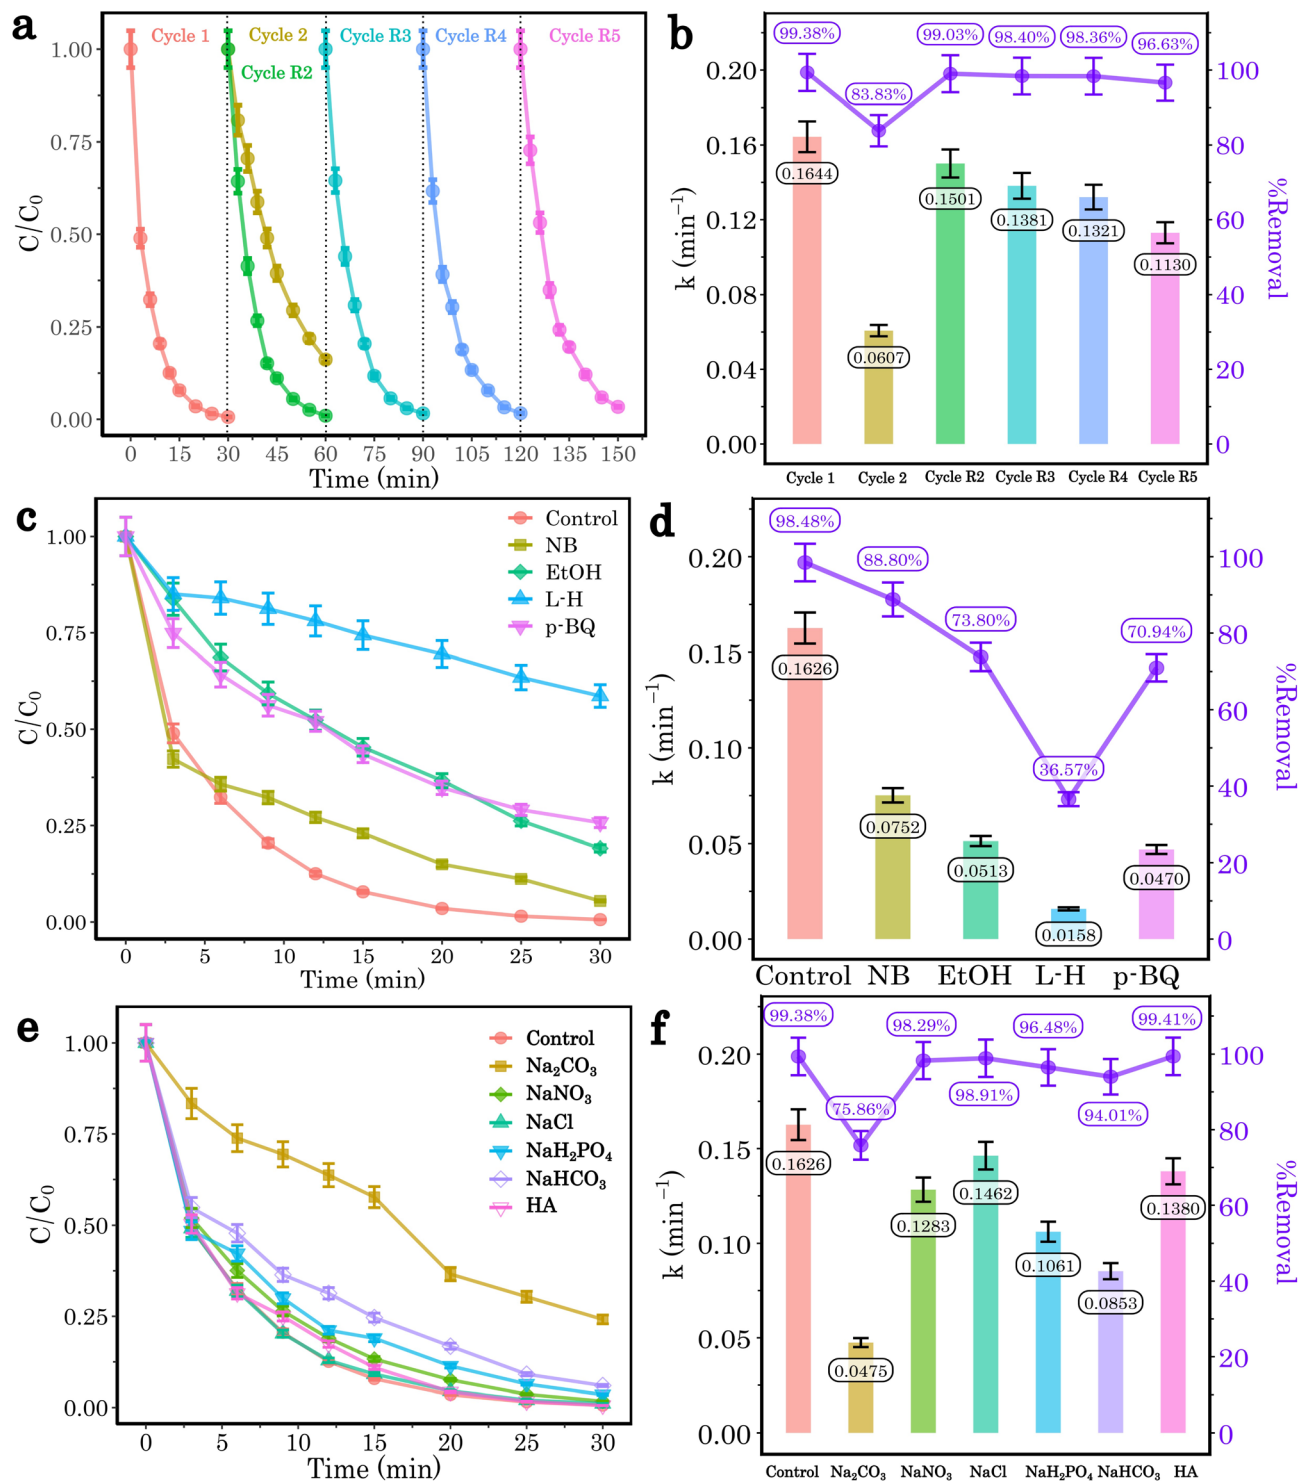 a
Cycle 1
Cycle 2
Cycle R2
Cycle R3
Cycle R4
Cycle R5
1.00
0.75
0.50
0.25
0.00
C/C₀
0 15 30 45 60 75 90 105 120 135 150
Time (min)
b
99.38%
83.83%
99.03%
98.40%
98.36%
96.63%
0.20
0.16
0.12
0.08
0.04
0.00
k (min⁻¹)
0.1644
0.0607
0.1501
0.1381
0.1321
0.1130
100
80
60
40
20
0
%Removal
Cycle 1 Cycle 2 Cycle R2 Cycle R3 Cycle R4 Cycle R5
c
Control
NB
EtOH
L-H
p-BQ
1.00
0.75
0.50
0.25
0.00
C/C₀
0 5 10 15 20 25 30
Time (min)
d
98.48%
88.80%
73.80%
36.57%
70.94%
0.20
0.15
0.10
0.05
0.00
k (min⁻¹)
0.1626
0.0752
0.0513
0.0158
0.0470
100
80
60
40
20
0
%Removal
Control NB EtOH L-H p-BQ
e
Control
Na₂CO₃
NaNO₃
NaCl
NaH₂PO₄
NaHCO₃
HA
1.00
0.75
0.50
0.25
0.00
C/C₀
0 5 10 15 20 25 30
Time (min)
f
99.38%
75.86%
98.29%
98.91%
96.48%
94.01%
99.41%
0.20
0.15
0.10
0.05
0.00
k (min⁻¹)
0.1626
0.0475
0.1283
0.1462
0.1061
0.0853
0.1380
100
80
60
40
20
0
%Removal
Control Na₂CO₃ NaNO₃ NaCl NaH₂PO₄ NaHCO₃ HA